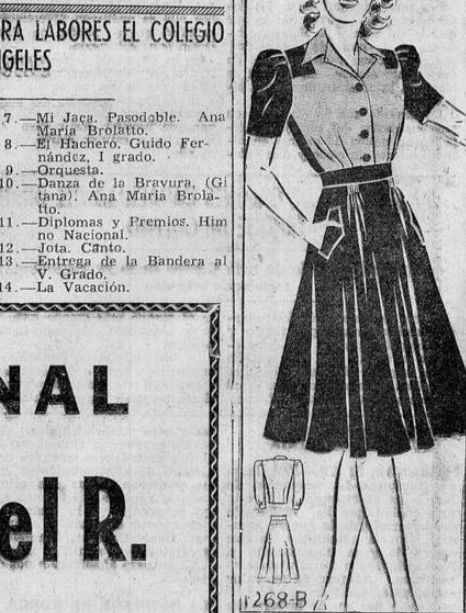 RA LABORES EL COLEGIO
GELES
7.—Mi Jaca. Pasodoble. Ana
María Brolatto.
8.—El Hachero. Guido Fer-
nández, I grado.
9.—Orquesta.
10.—Danza de la Bravura, (Gi
tana). Ana María Brola-
tto.
11.—Diplomas y Premios. Him
no Nacional.
12.—Jota. Canto.
13.—Entrega de la Bandera al
V. Grado.
14.—La Vacación.
NAL
el R.
1268-B